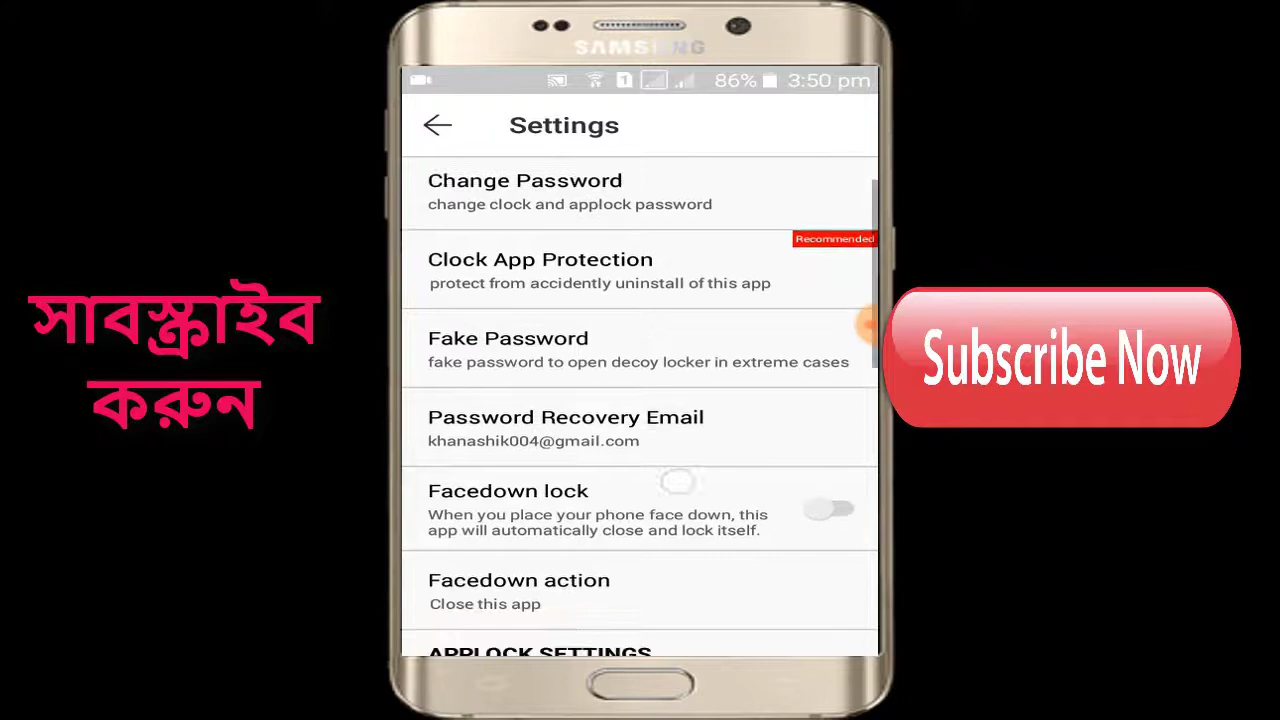 SAMSUNG
86% 3:50 pm
Settings
Change Password
change clock and applock password
Recommended
Clock App Protection
protect from accidently uninstall of this app
Fake Password
fake password to open decoy locker in extreme cases
Password Recovery Email
khanashik004@gmail.com
Facedown lock
When you place your phone face down, this
app will automatically close and lock itself.
Facedown action
Close this app
APPLOCK SETTINGS
সাবস্ক্রাইব
করুন
Subscribe Now